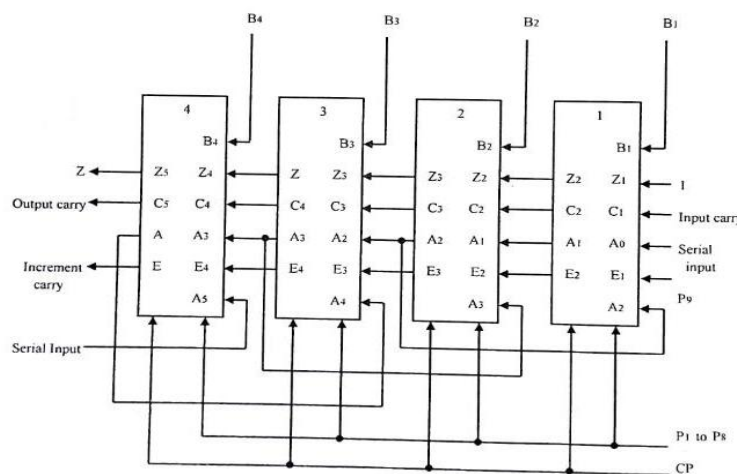 B4 B3 B2 B1
4 3 2 1
B4 B3 B2 B1
Z Z5 Z4 Z Z3 Z3 Z2 Z2 Z1 I
Output carry C5 C4 C4 C3 C3 C2 C2 C1 Input carry
A A3 A3 A2 A2 A1 A1 A0 Serial input
Increment carry E E4 E4 E3 E3 E2 E2 E1 P9
A5 A4 A3 A2
Serial Input
P1 to P8
CP